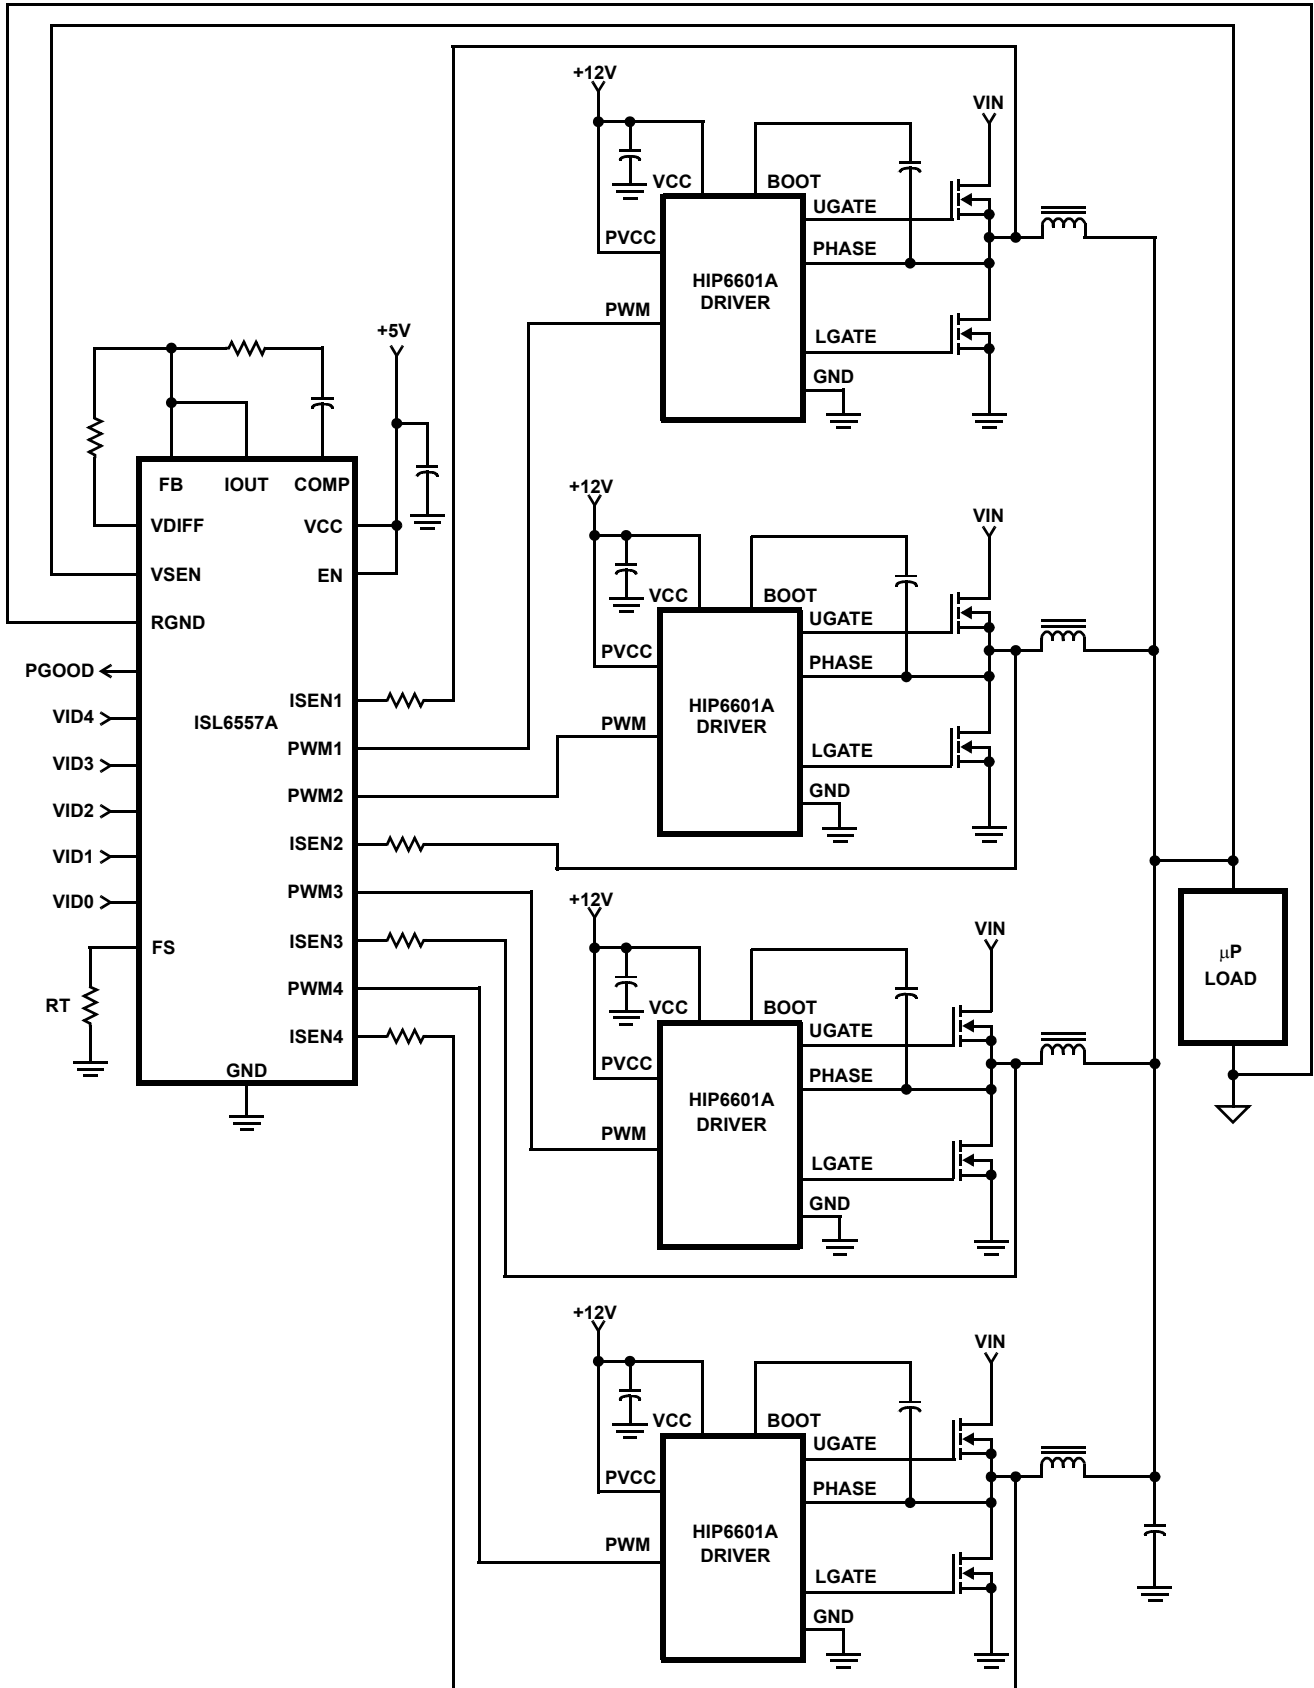 +12V
VIN
VCC
BOOT
UGATE
PVCC
PHASE
HIP6601A
DRIVER
PWM
LGATE
GND
+5V
FB
IOUT
COMP
VDIFF
VCC
VSEN
EN
RGND
PGOOD
ISEN1
VID4
ISL6557A
PWM1
VID3
PWM2
VID2
ISEN2
VID1
PWM3
VID0
ISEN3
FS
RT
PWM4
ISEN4
GND
+12V
VIN
VCC
BOOT
UGATE
PVCC
PHASE
HIP6601A
DRIVER
PWM
LGATE
GND
+12V
VIN
VCC
BOOT
UGATE
PVCC
PHASE
HIP6601A
DRIVER
PWM
LGATE
GND
μP
LOAD
+12V
VIN
VCC
BOOT
UGATE
PVCC
PHASE
HIP6601A
DRIVER
PWM
LGATE
GND